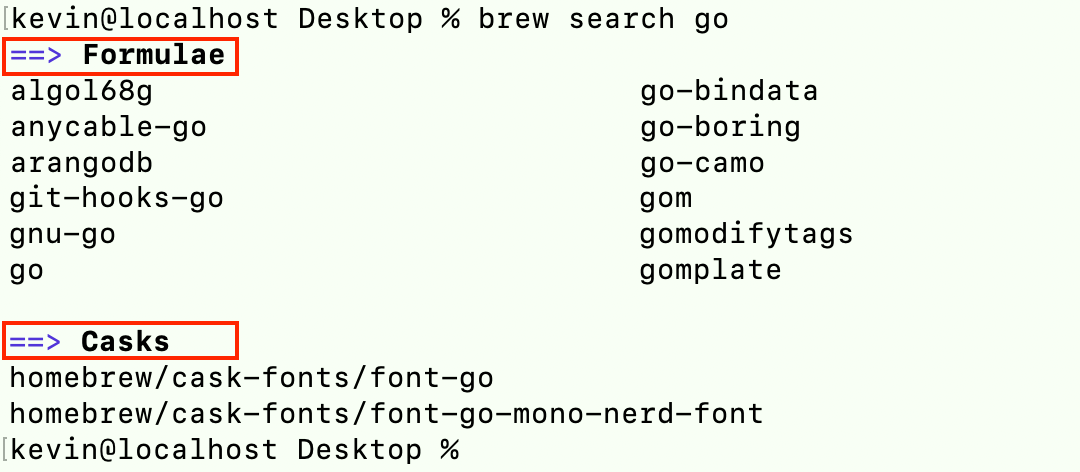 [kevin@localhost Desktop % brew search go
==> Formulae
algol68g go-bindata
anycable-go go-boring
arangodb go-camo
git-hooks-go gom
gnu-go gomodifytags
go gomplate
==> Casks
homebrew/cask-fonts/font-go
homebrew/cask-fonts/font-go-mono-nerd-font
[kevin@localhost Desktop %